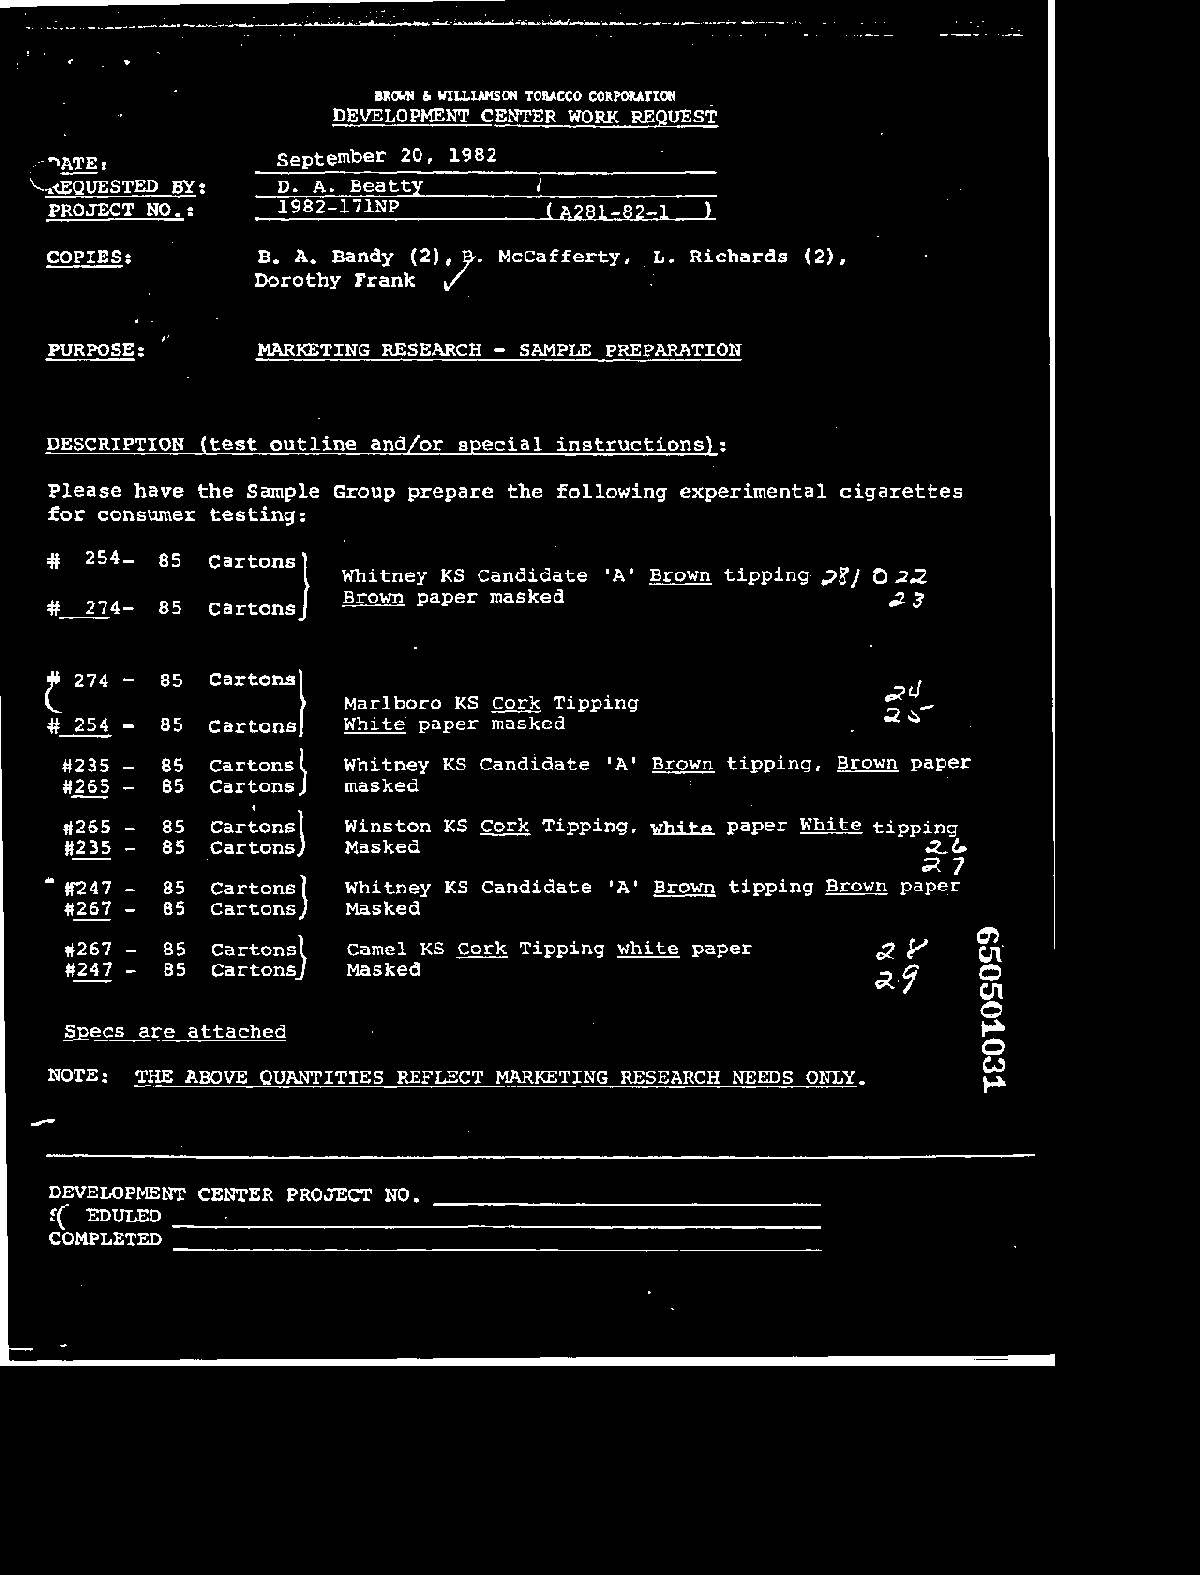 BROWN & WILLIAMSON TOBACCO CORPORATION
DEVELOPMENT CENTER WORK REQUEST
DATE: September 20, 1982
REQUESTED BY: D. A. Beatty
PROJECT NO.: 1982-171NP (A281-82-1 )
COPIES: B. A. Bandy (2), B. McCafferty, L. Richards (2),
Dorothy Frank ✓
PURPOSE: MARKETING RESEARCH - SAMPLE PREPARATION
DESCRIPTION (test outline and/or special instructions):
Please have the Sample Group prepare the following experimental cigarettes
for consumer testing:
# 254- 85 Cartons
Whitney KS Candidate 'A' Brown tipping 281 022
Brown paper masked 23
# 274- 85 Cartons
# 274 - 85 Cartons
Marlboro KS Cork Tipping 24
# 254 - 85 Cartons White paper masked 25
#235 - 85 Cartons Whitney KS Candidate 'A' Brown tipping, Brown paper
#265 - 85 Cartons masked
#265 - 85 Cartons Winston KS Cork Tipping, white paper White tipping
#235 - 85 Cartons Masked 26
27
#247 - 85 Cartons Whitney KS Candidate 'A' Brown tipping Brown paper
#267 - 85 Cartons Masked
#267 - 85 Cartons Camel KS Cork Tipping white paper 28
#247 - 85 Cartons Masked 29
Specs are attached
NOTE: THE ABOVE QUANTITIES REFLECT MARKETING RESEARCH NEEDS ONLY.
650501031
DEVELOPMENT CENTER PROJECT NO.
S( EDULED
COMPLETED